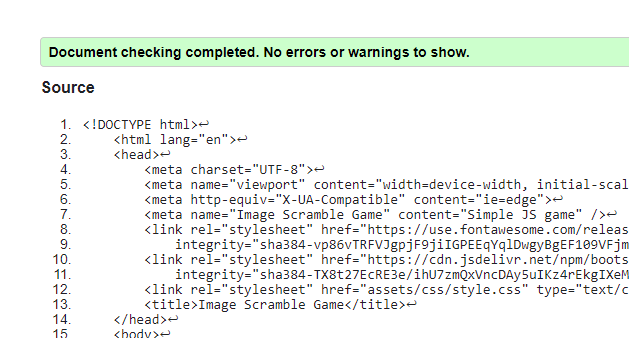 Document checking completed. No errors or warnings to show.
Source
1. <!DOCTYPE html>↩
2. <html lang="en">↩
3. <head>↩
4. <meta charset="UTF-8">↩
5. <meta name="viewport" content="width=device-width, initial-scal
6. <meta http-equiv="X-UA-Compatible" content="ie=edge">↩
7. <meta name="Image Scramble Game" content="Simple JS game" />↩
8. <link rel="stylesheet" href="https://use.fontawesome.com/releas
9. integrity="sha384-vp86vTRFVJgpjF9jiIGPEEqYqlDwgyBgEF109VFjm
10. <link rel="stylesheet" href="https://cdn.jsdelivr.net/npm/boots
11. integrity="sha384-TX8t27EcRE3e/ihU7zmQxVncDAy5uIKz4rEkgIXeM
12. <link rel="stylesheet" href="assets/css/style.css" type="text/c
13. <title>Image Scramble Game</title>↩
14. </head>↩
15 <body>↩